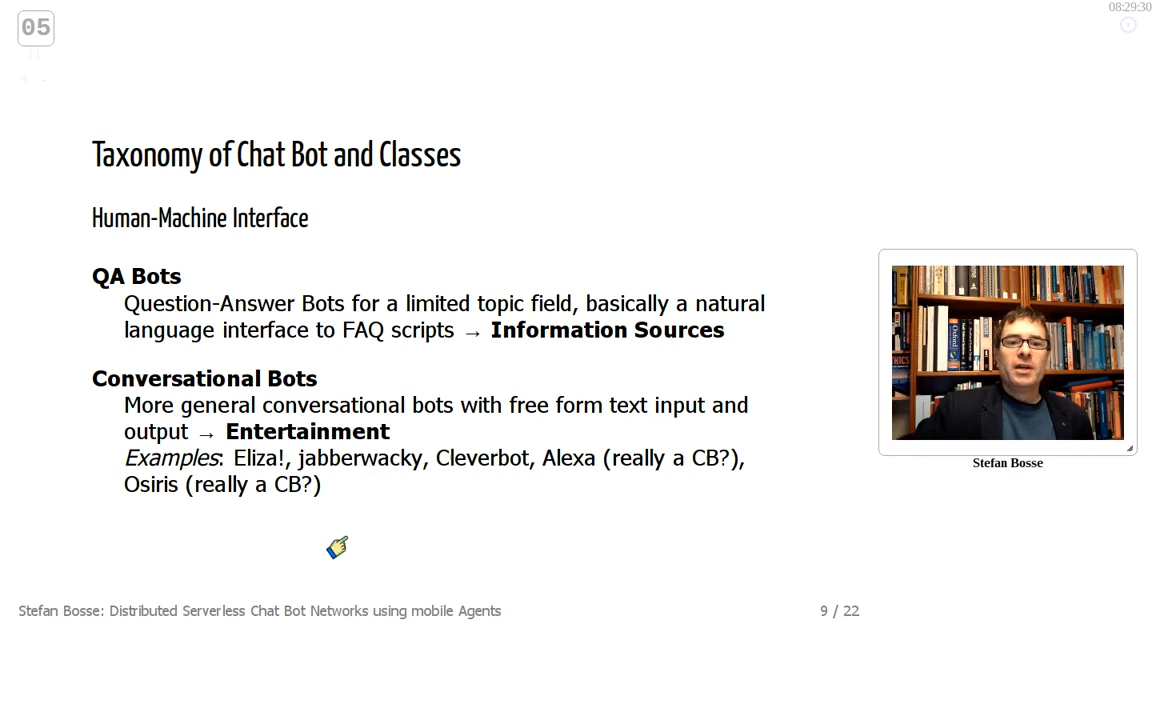 05
08:29:30
Taxonomy of Chat Bot and Classes
Human-Machine Interface
QA Bots
Question-Answer Bots for a limited topic field, basically a natural
language interface to FAQ scripts → Information Sources
Conversational Bots
More general conversational bots with free form text input and
output → Entertainment
Examples: Eliza!, jabberwacky, Cleverbot, Alexa (really a CB?),
Osiris (really a CB?)
Oxford
ETHICS
Stefan Bosse
Stefan Bosse: Distributed Serverless Chat Bot Networks using mobile Agents
9 / 22